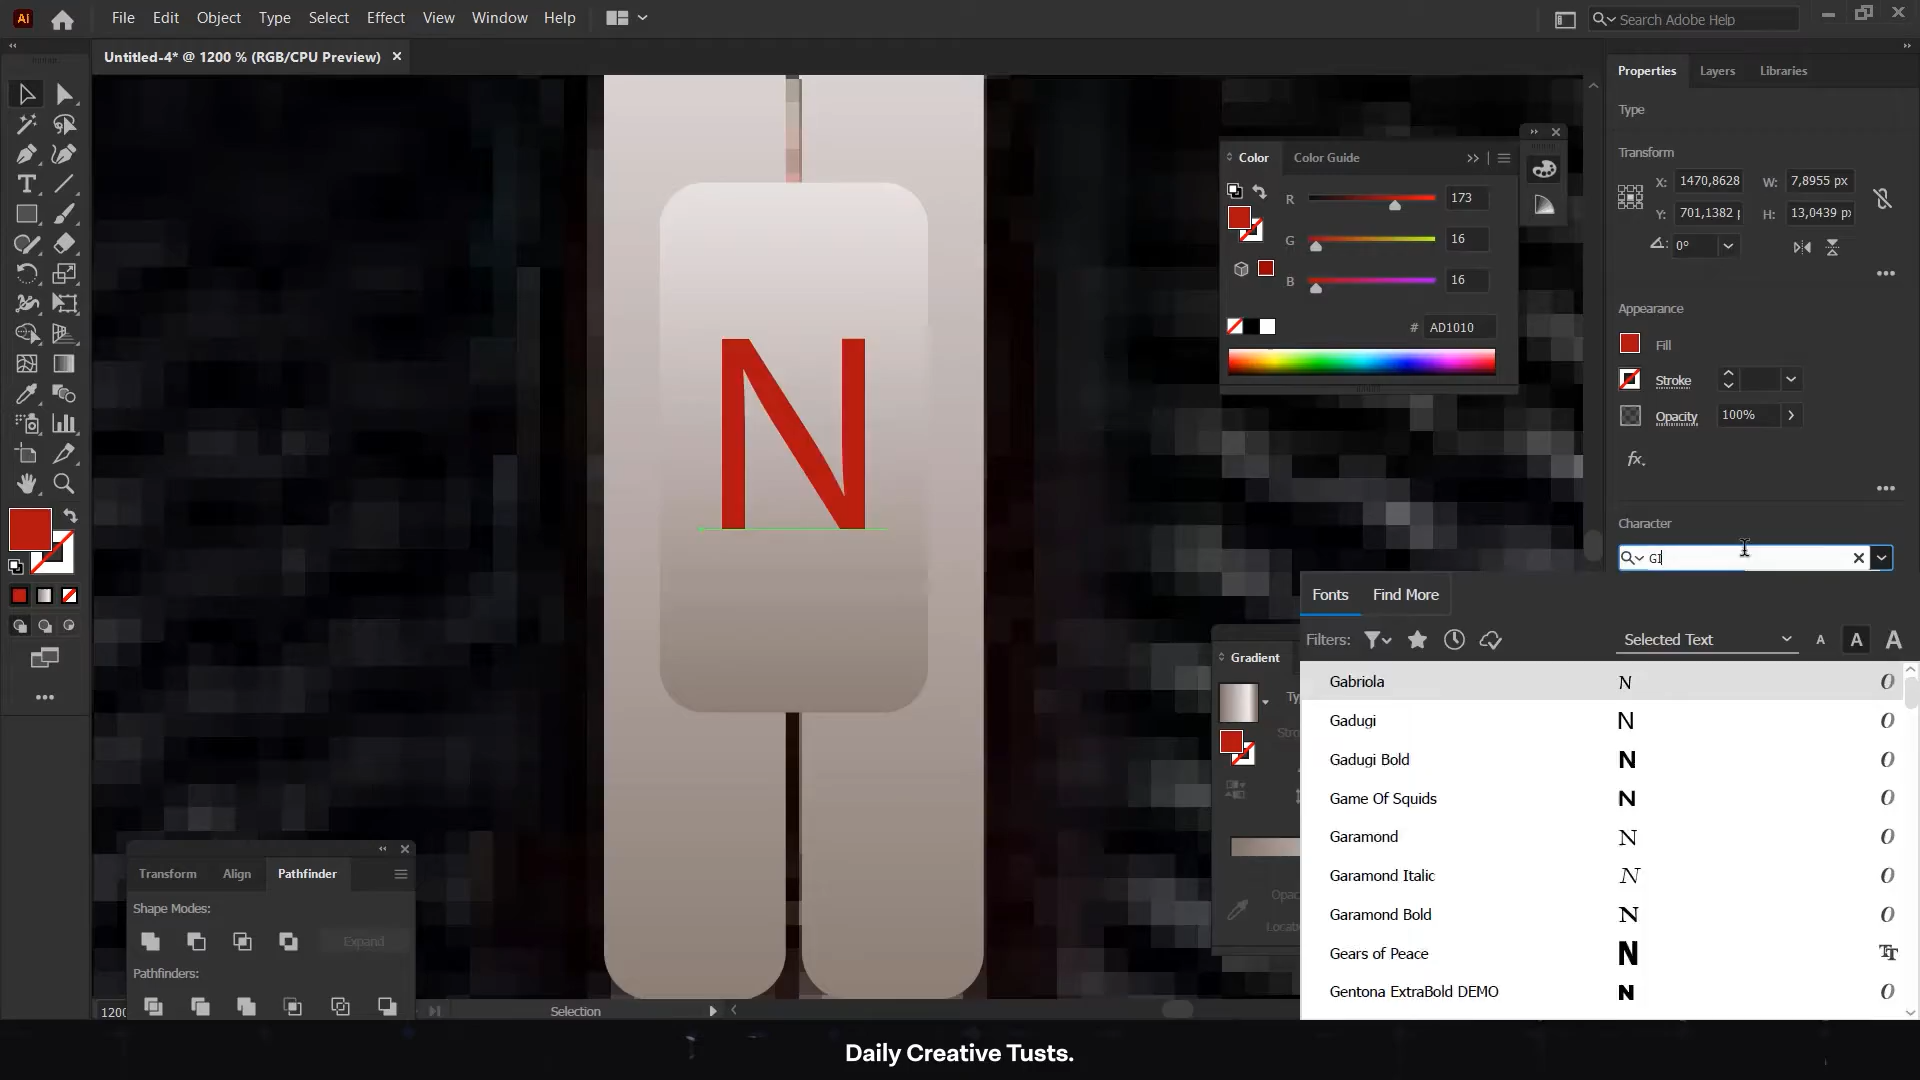 Ai
File Edit Object Type Select Effect View Window Help
Search Adobe Help
Untitled-4* @ 1200 % (RGB/CPU Preview)
Properties Layers Libraries
Type
Transform
X: 1470,8628 W: 7,8955 px
Y: 701,1382 H: 13,0439 px
0°
Appearance
Fill
Stroke
Opacity 100%
fx.
Character
GI
Color Color Guide
R 173
G 16
B 16
# AD1010
N
Fonts Find More
Filters: Selected Text A A A
Gradient
Gabriola N O
Gadugi N O
Gadugi Bold N O
Game Of Squids N O
Garamond N O
Garamond Italic N O
Garamond Bold N O
Gears of Peace N TT
Gentona ExtraBold DEMO N O
Transform Align Pathfinder
Shape Modes:
Expand
Pathfinders:
1200
Selection
Daily Creative Tusts.